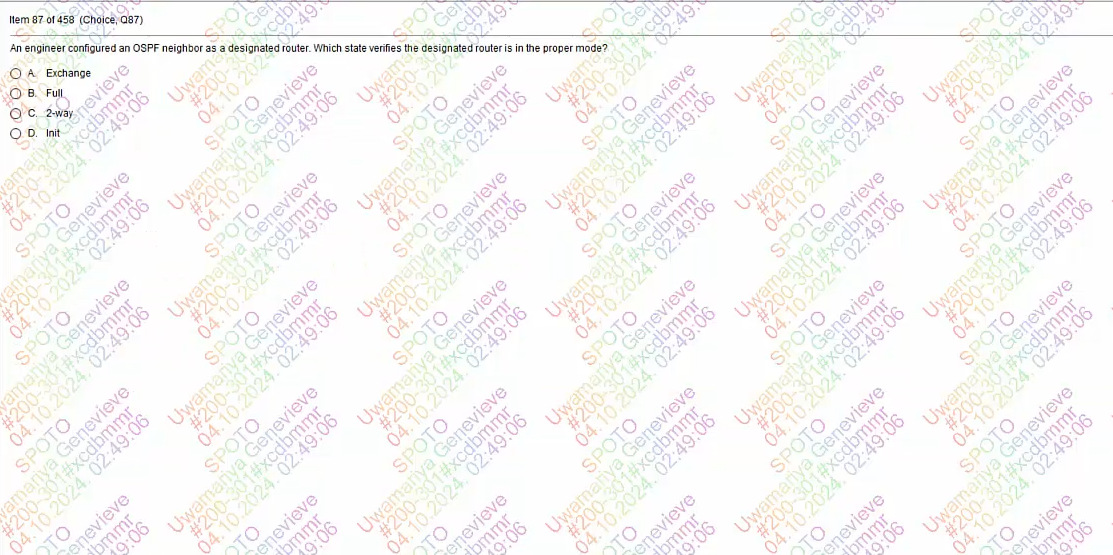 Item 87 of 458 (Choice, Q87)
An engineer configured an OSPF neighbor as a designated router. Which state verifies the designated router is in the proper mode?
A. Exchange
B. Full
C. 2-way
D. Init
SPOTO
Uwamanya Genevieve
#200-301#xcdbmmr
04.10.2024. 02:49:06